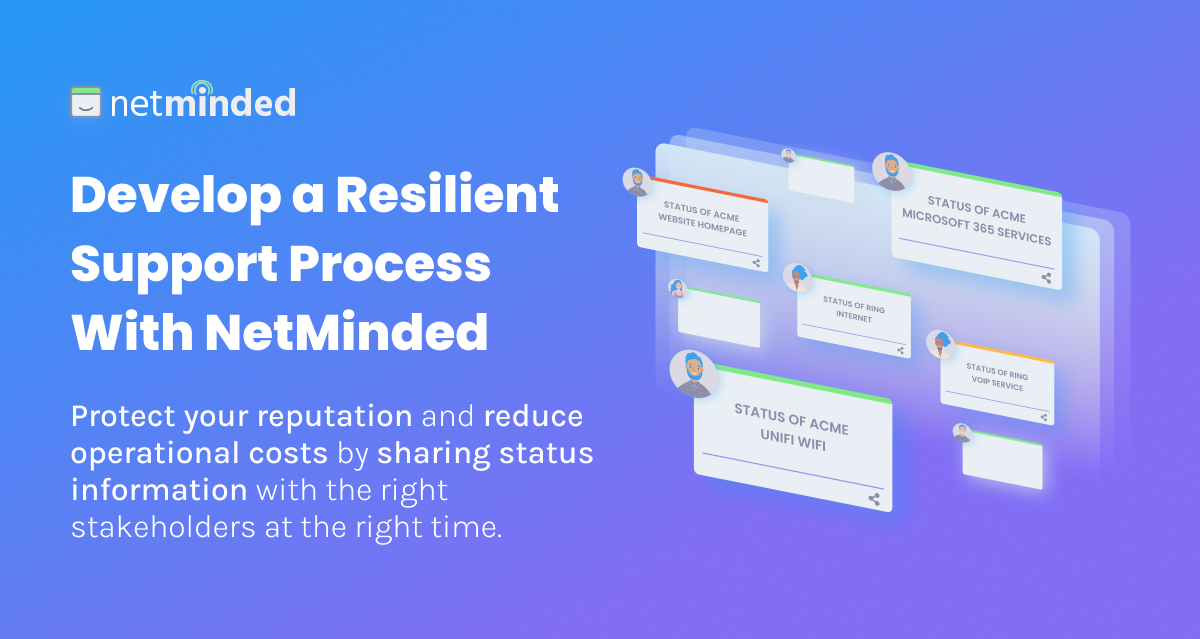 netminded
Develop a Resilient
Support Process
With NetMinded
Protect your reputation and reduce
operational costs by sharing status
information with the right
stakeholders at the right time.
STATUS OF ACME
WEBSITE HOMEPAGE
STATUS OF ACME
MICROSOFT 365 SERVICES
STATUS OF RING
INTERNET
STATUS OF RING
VOIP SERVICE
STATUS OF ACME
UNIFI WIFI